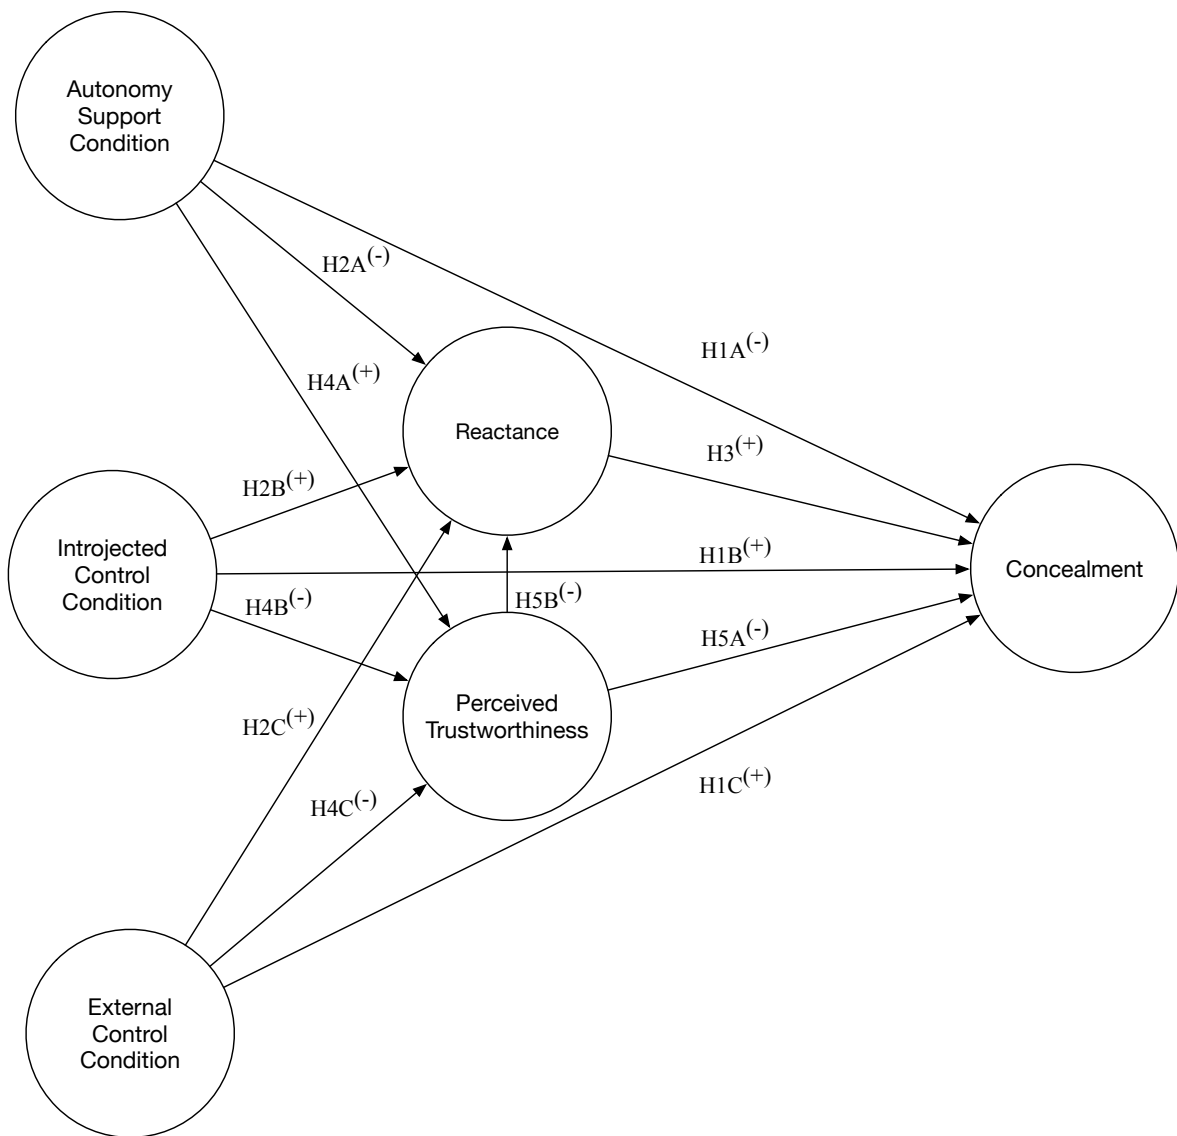 Autonomy
Support
Condition
H2A(-)
H1A(-)
H4A(+)
Reactance
H3(+)
H2B(+)
Introjected
Control
Condition
H1B(+)
Concealment
H4B(-)
H5B(-)
H5A(-)
Perceived
Trustworthiness
H2C(+)
H1C(+)
H4C(-)
External
Control
Condition